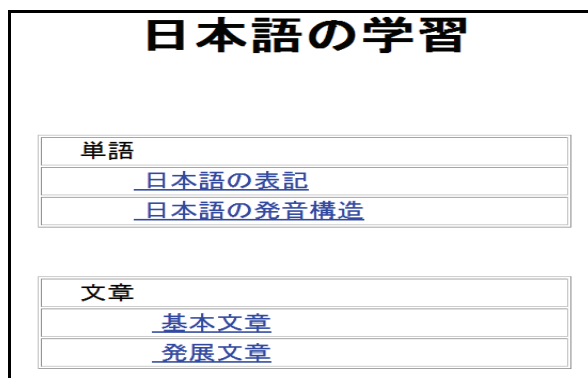 日本語の学習
単語
日本語の表記
日本語の発音構造
文章
基本文章
発展文章